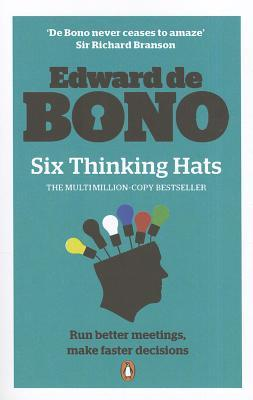 ‘De Bono never ceases to amaze’
Sir Richard Branson
Edward de
BONO
Six Thinking Hats
THE MULTIMILLION-COPY BESTSELLER
Run better meetings,
make faster decisions